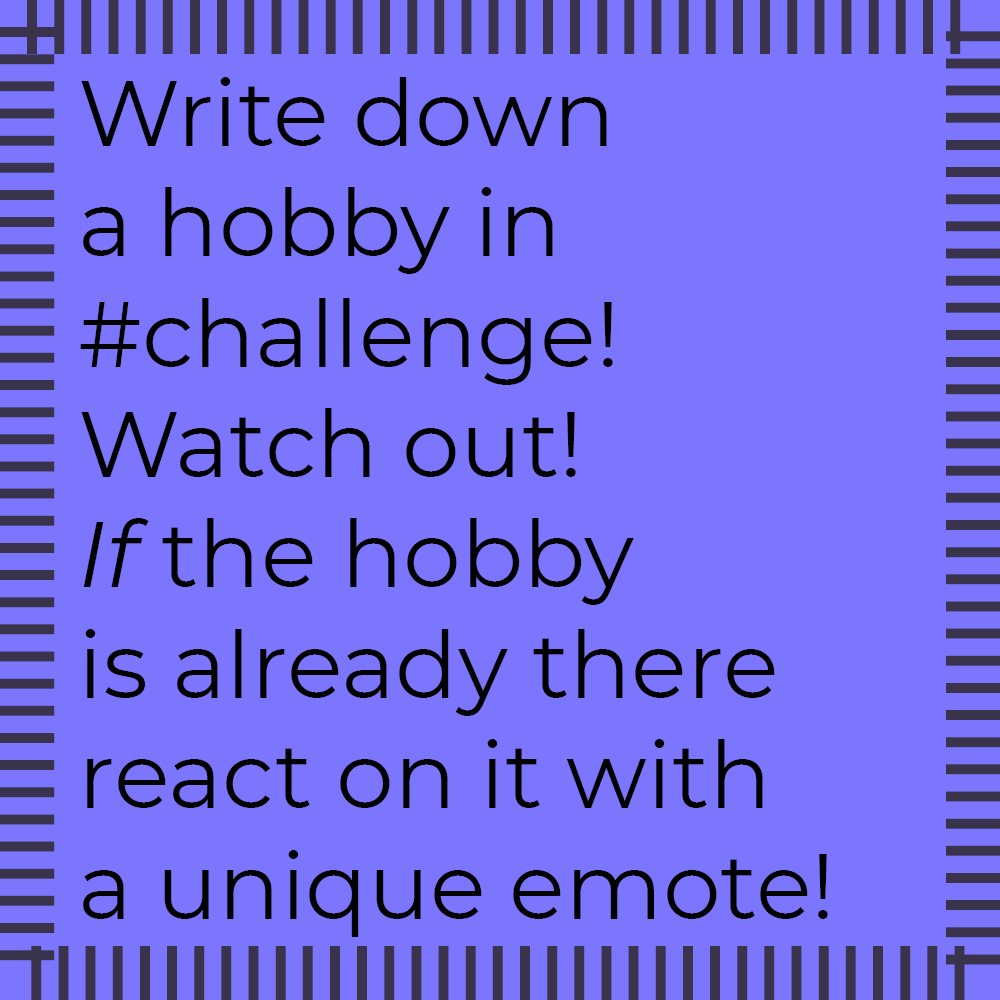 Write down
a hobby in
#challenge!
Watch out!
If the hobby
is already there
react on it with
a unique emote!